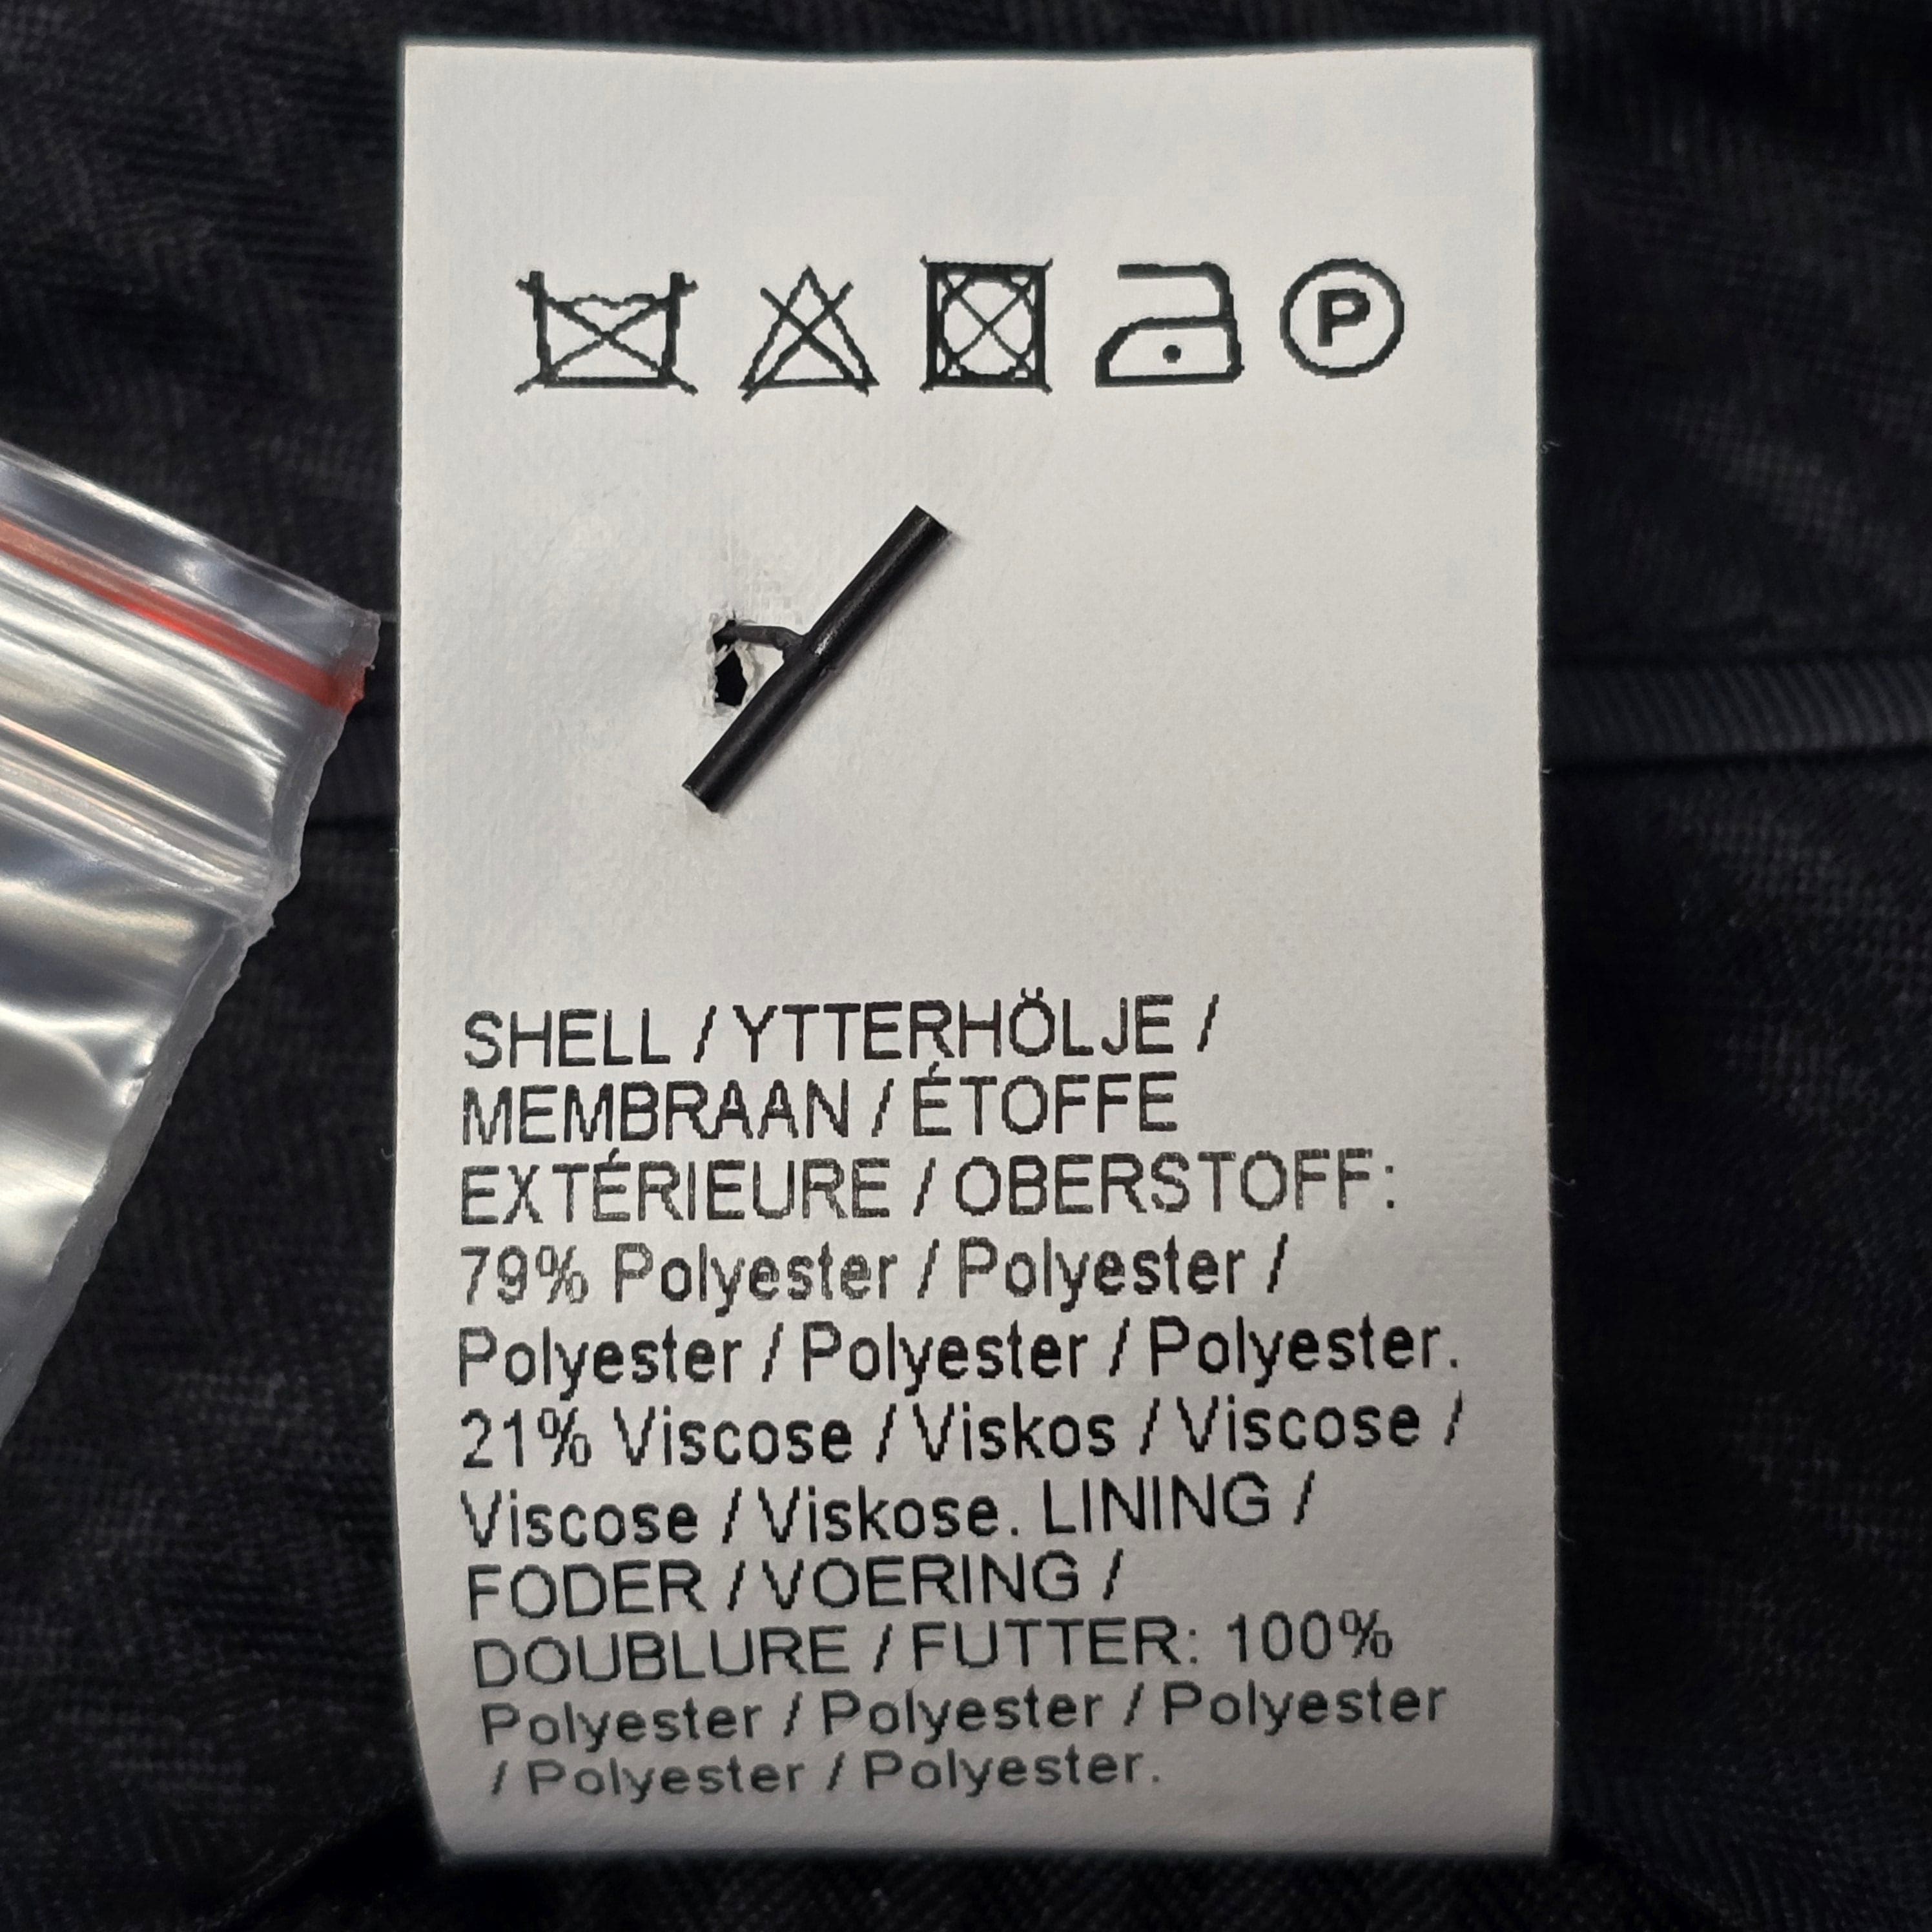 P
SHELL / YTTERHÖLJE /
MEMBRAAN / ÉTOFFE
EXTÉRIEURE / OBERSTOFF:
79% Polyester / Polyester /
Polyester / Polyester / Polyester.
21% Viscose / Viskos / Viscose /
Viscose / Viskose. LINING /
FODER / VOERING /
DOUBLURE / FUTTER: 100%
Polyester / Polyester / Polyester
/ Polyester / Polyester.